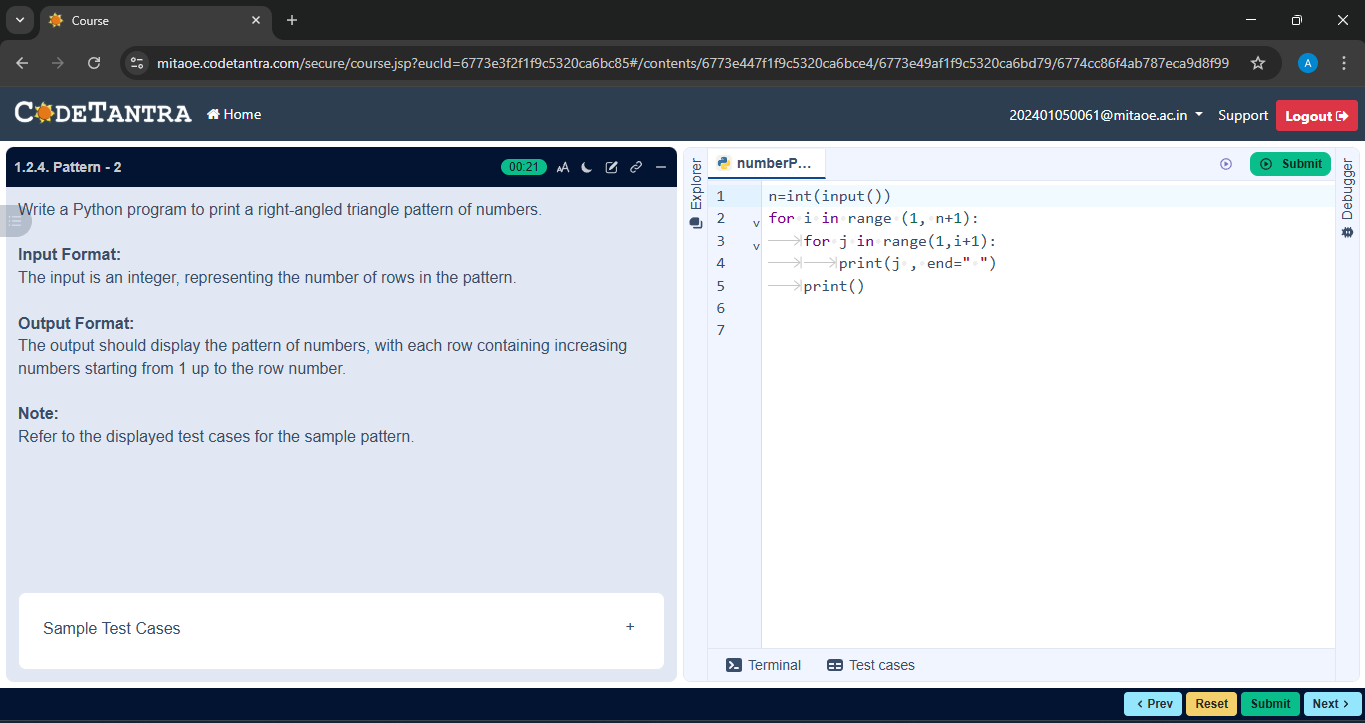 Course
mitaoe.codetantra.com/secure/course.jsp?eucId=6773e3f2f1f9c5320ca6bc85#/contents/6773e447f1f9c5320ca6bce4/6773e49af1f9c5320ca6bd79/6774cc86f4ab787eca9d8f99
A
CODETANTRA
Home
202401050061@mitaoe.ac.in
Support
Logout
1.2.4. Pattern - 2
00:21
AA
Write a Python program to print a right-angled triangle pattern of numbers.
Input Format:
The input is an integer, representing the number of rows in the pattern.
Output Format:
The output should display the pattern of numbers, with each row containing increasing
numbers starting from 1 up to the row number.
Note:
Refer to the displayed test cases for the sample pattern.
Sample Test Cases
+
Explorer
numberP...
Submit
Debugger
1 n=int(input())
2 for i in range (1, n+1):
3 for j in range(1,i+1):
4 print(j , end=" ")
5 print()
6
7
Terminal
Test cases
< Prev
Reset
Submit
Next >